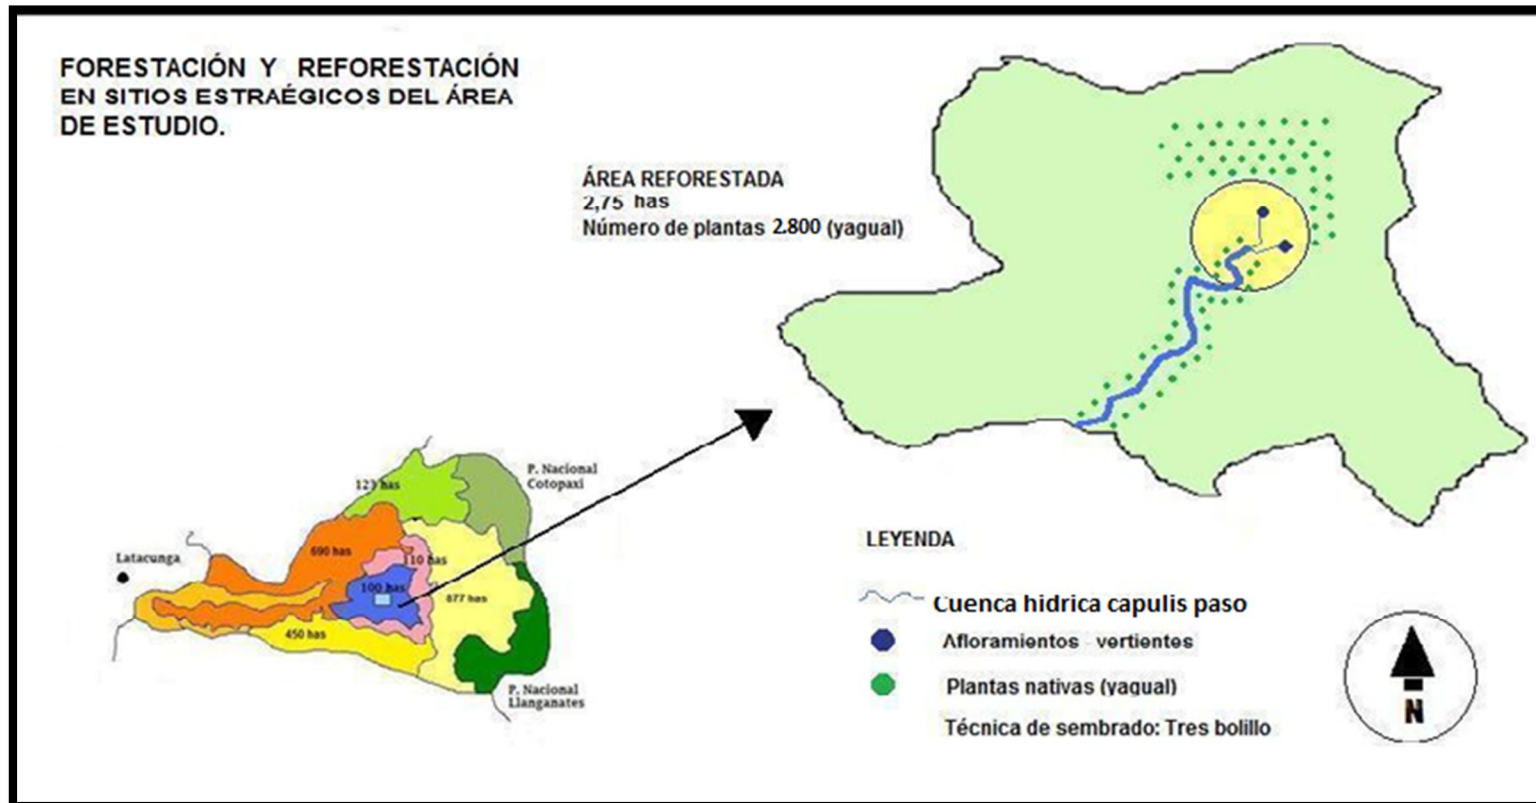 FORESTACIÓN Y REFORESTACIÓN
EN SITIOS ESTRAÉGICOS DEL ÁREA
DE ESTUDIO.
ÁREA REFORESTADA
2,75 has
Número de plantas 2.800 (yagual)
P. Nacional
Cotopaxi
123 has
690 has
110 has
Latacunga
100 has
877 has
450 has
P. Nacional
Llanganates
LEYENDA
Cuenca hidrica capulis paso
Afloramientos - vertientes
Plantas nativas (yagual)
Técnica de sembrado: Tres bolillo
N